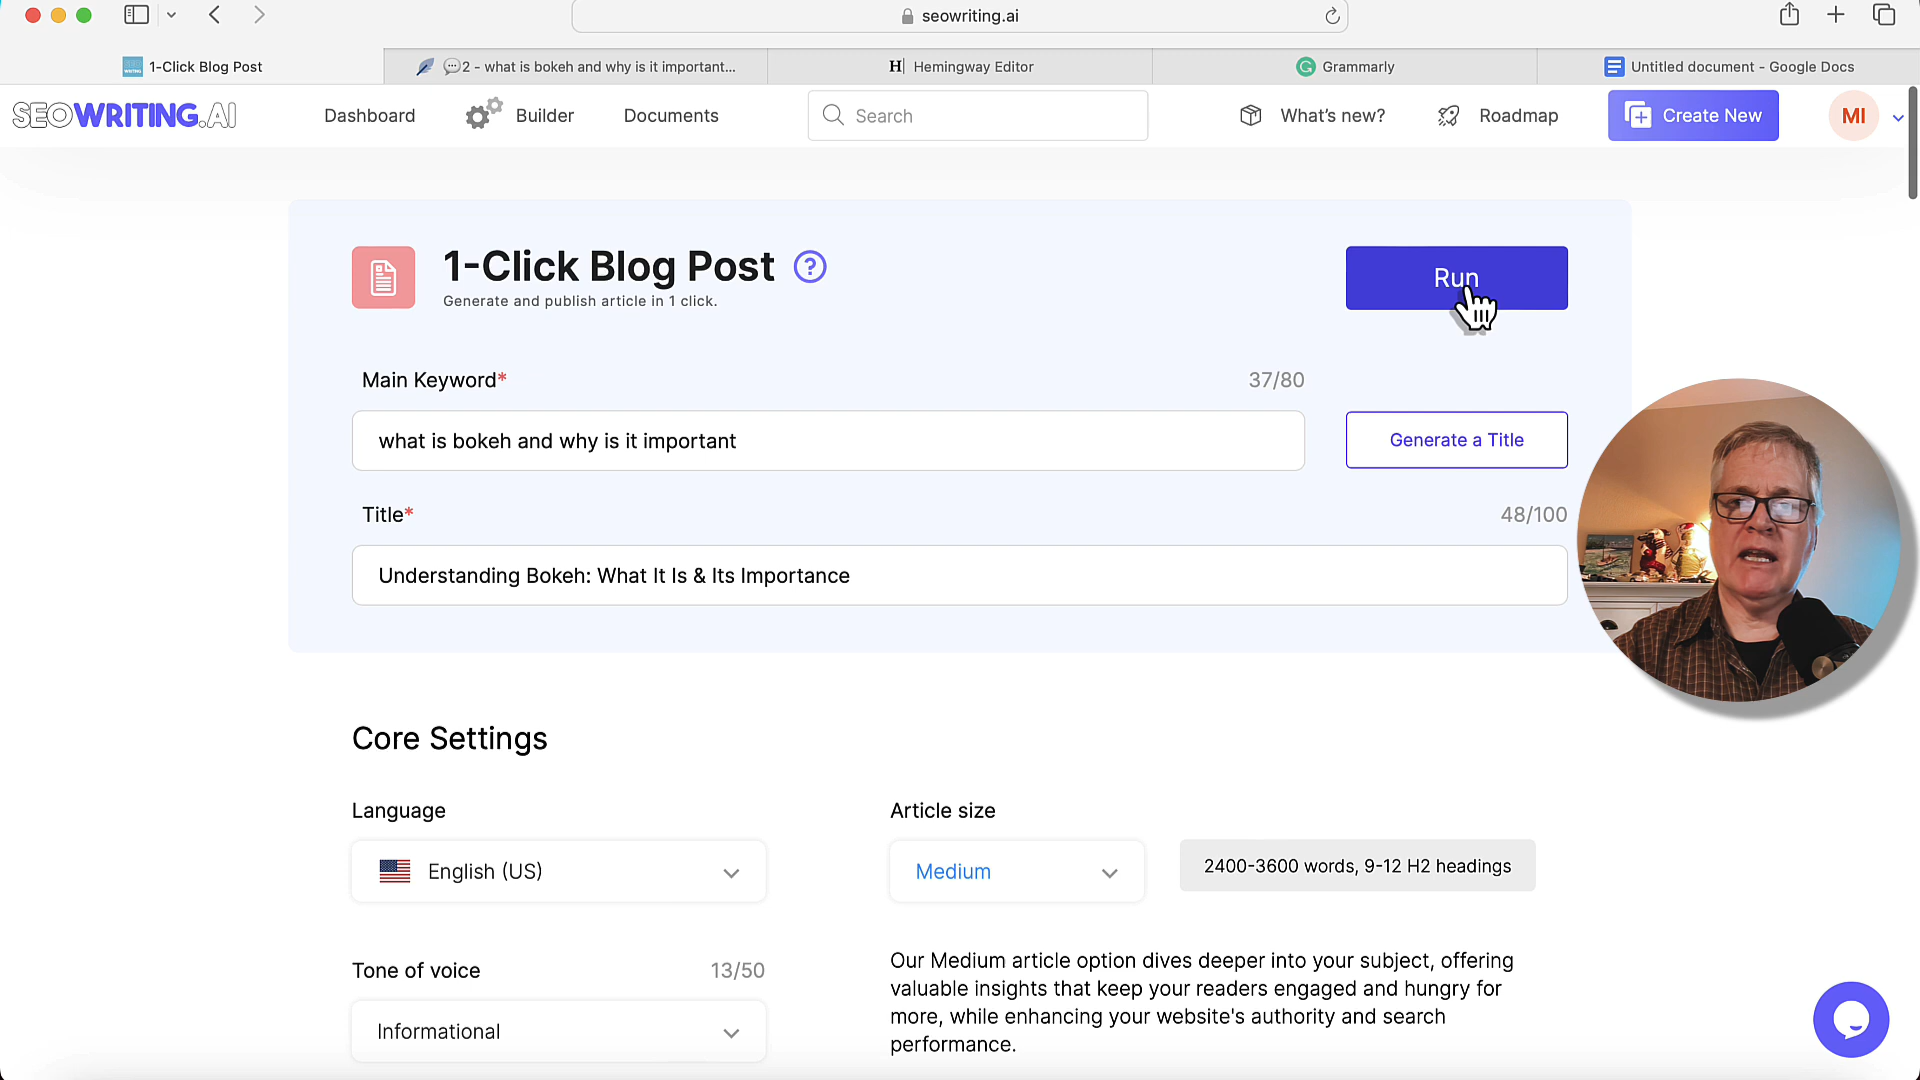 seowriting.ai
1-Click Blog Post
2 - what is bokeh and why is it important...
H Hemingway Editor
Grammarly
Untitled document - Google Docs
SEOWRITING.AI
Dashboard
Builder
Documents
Search
What's new?
Roadmap
Create New
MI
1-Click Blog Post ?
Generate and publish article in 1 click.
Run
Main Keyword*
37/80
what is bokeh and why is it important
Generate a Title
Title*
48/100
Understanding Bokeh: What It Is & Its Importance
Core Settings
Language
Article size
English (US)
Medium
2400-3600 words, 9-12 H2 headings
Tone of voice
13/50
Informational
Our Medium article option dives deeper into your subject, offering
valuable insights that keep your readers engaged and hungry for
more, while enhancing your website's authority and search
performance.